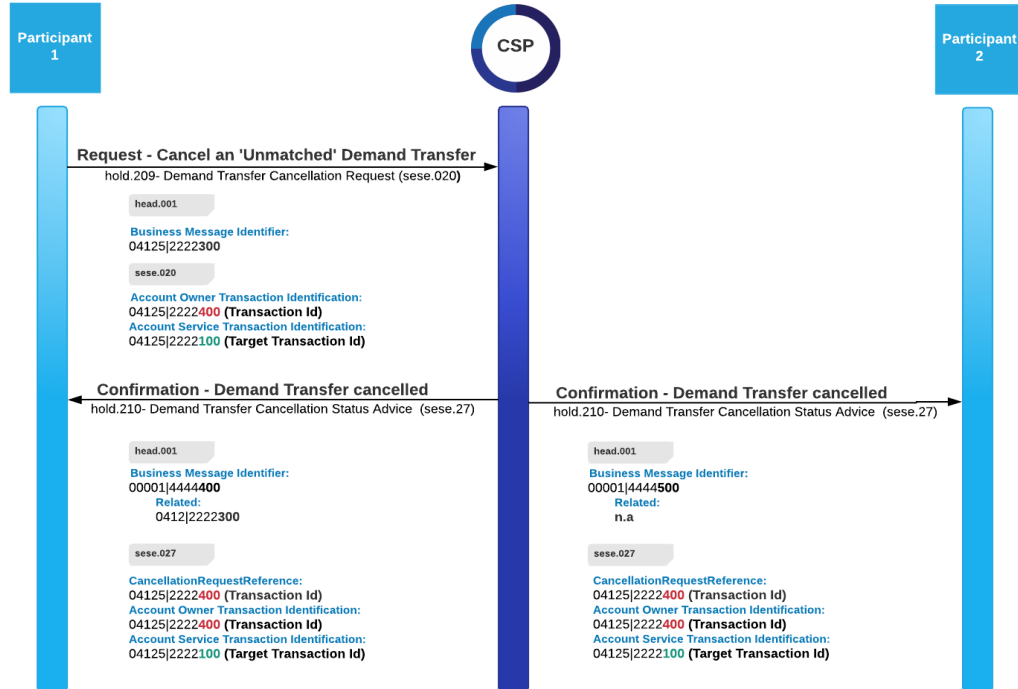 Participant
1
CSP
Participant
2
Request - Cancel an 'Unmatched' Demand Transfer
hold.209- Demand Transfer Cancellation Request (sese.020)
head.001
Business Message Identifier:
04125|2222300
sese.020
Account Owner Transaction Identification:
04125|2222400 (Transaction Id)
Account Service Transaction Identification:
04125|2222100 (Target Transaction Id)
Confirmation - Demand Transfer cancelled
hold.210- Demand Transfer Cancellation Status Advice (sese.27)
head.001
Business Message Identifier:
00001|4444400
Related:
0412|2222300
sese.027
CancellationRequestReference:
04125|2222400 (Transaction Id)
Account Owner Transaction Identification:
04125|2222400 (Transaction Id)
Account Service Transaction Identification:
04125|2222100 (Target Transaction Id)
Confirmation - Demand Transfer cancelled
hold.210- Demand Transfer Cancellation Status Advice (sese.27)
head.001
Business Message Identifier:
00001|4444500
Related:
n.a
sese.027
CancellationRequestReference:
04125|2222400 (Transaction Id)
Account Owner Transaction Identification:
04125|2222400 (Transaction Id)
Account Service Transaction Identification:
04125|2222100 (Target Transaction Id)